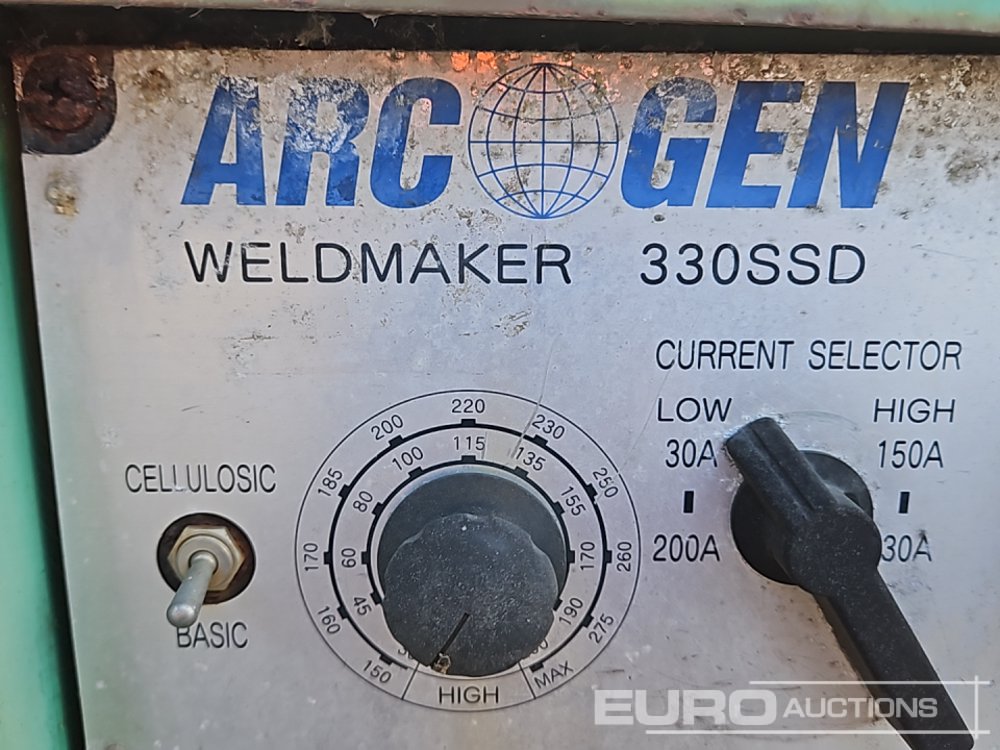 ARC GEN
WELDMAKER 330SSD
CURRENT SELECTOR
LOW HIGH
30A 150A
200A 30A
CELLULOSIC
BASIC
150 160 170 185 200 220 230 250 260 275 MAX
45 60 80 100 115 135 155 170 190
HIGH
EURO AUCTIONS